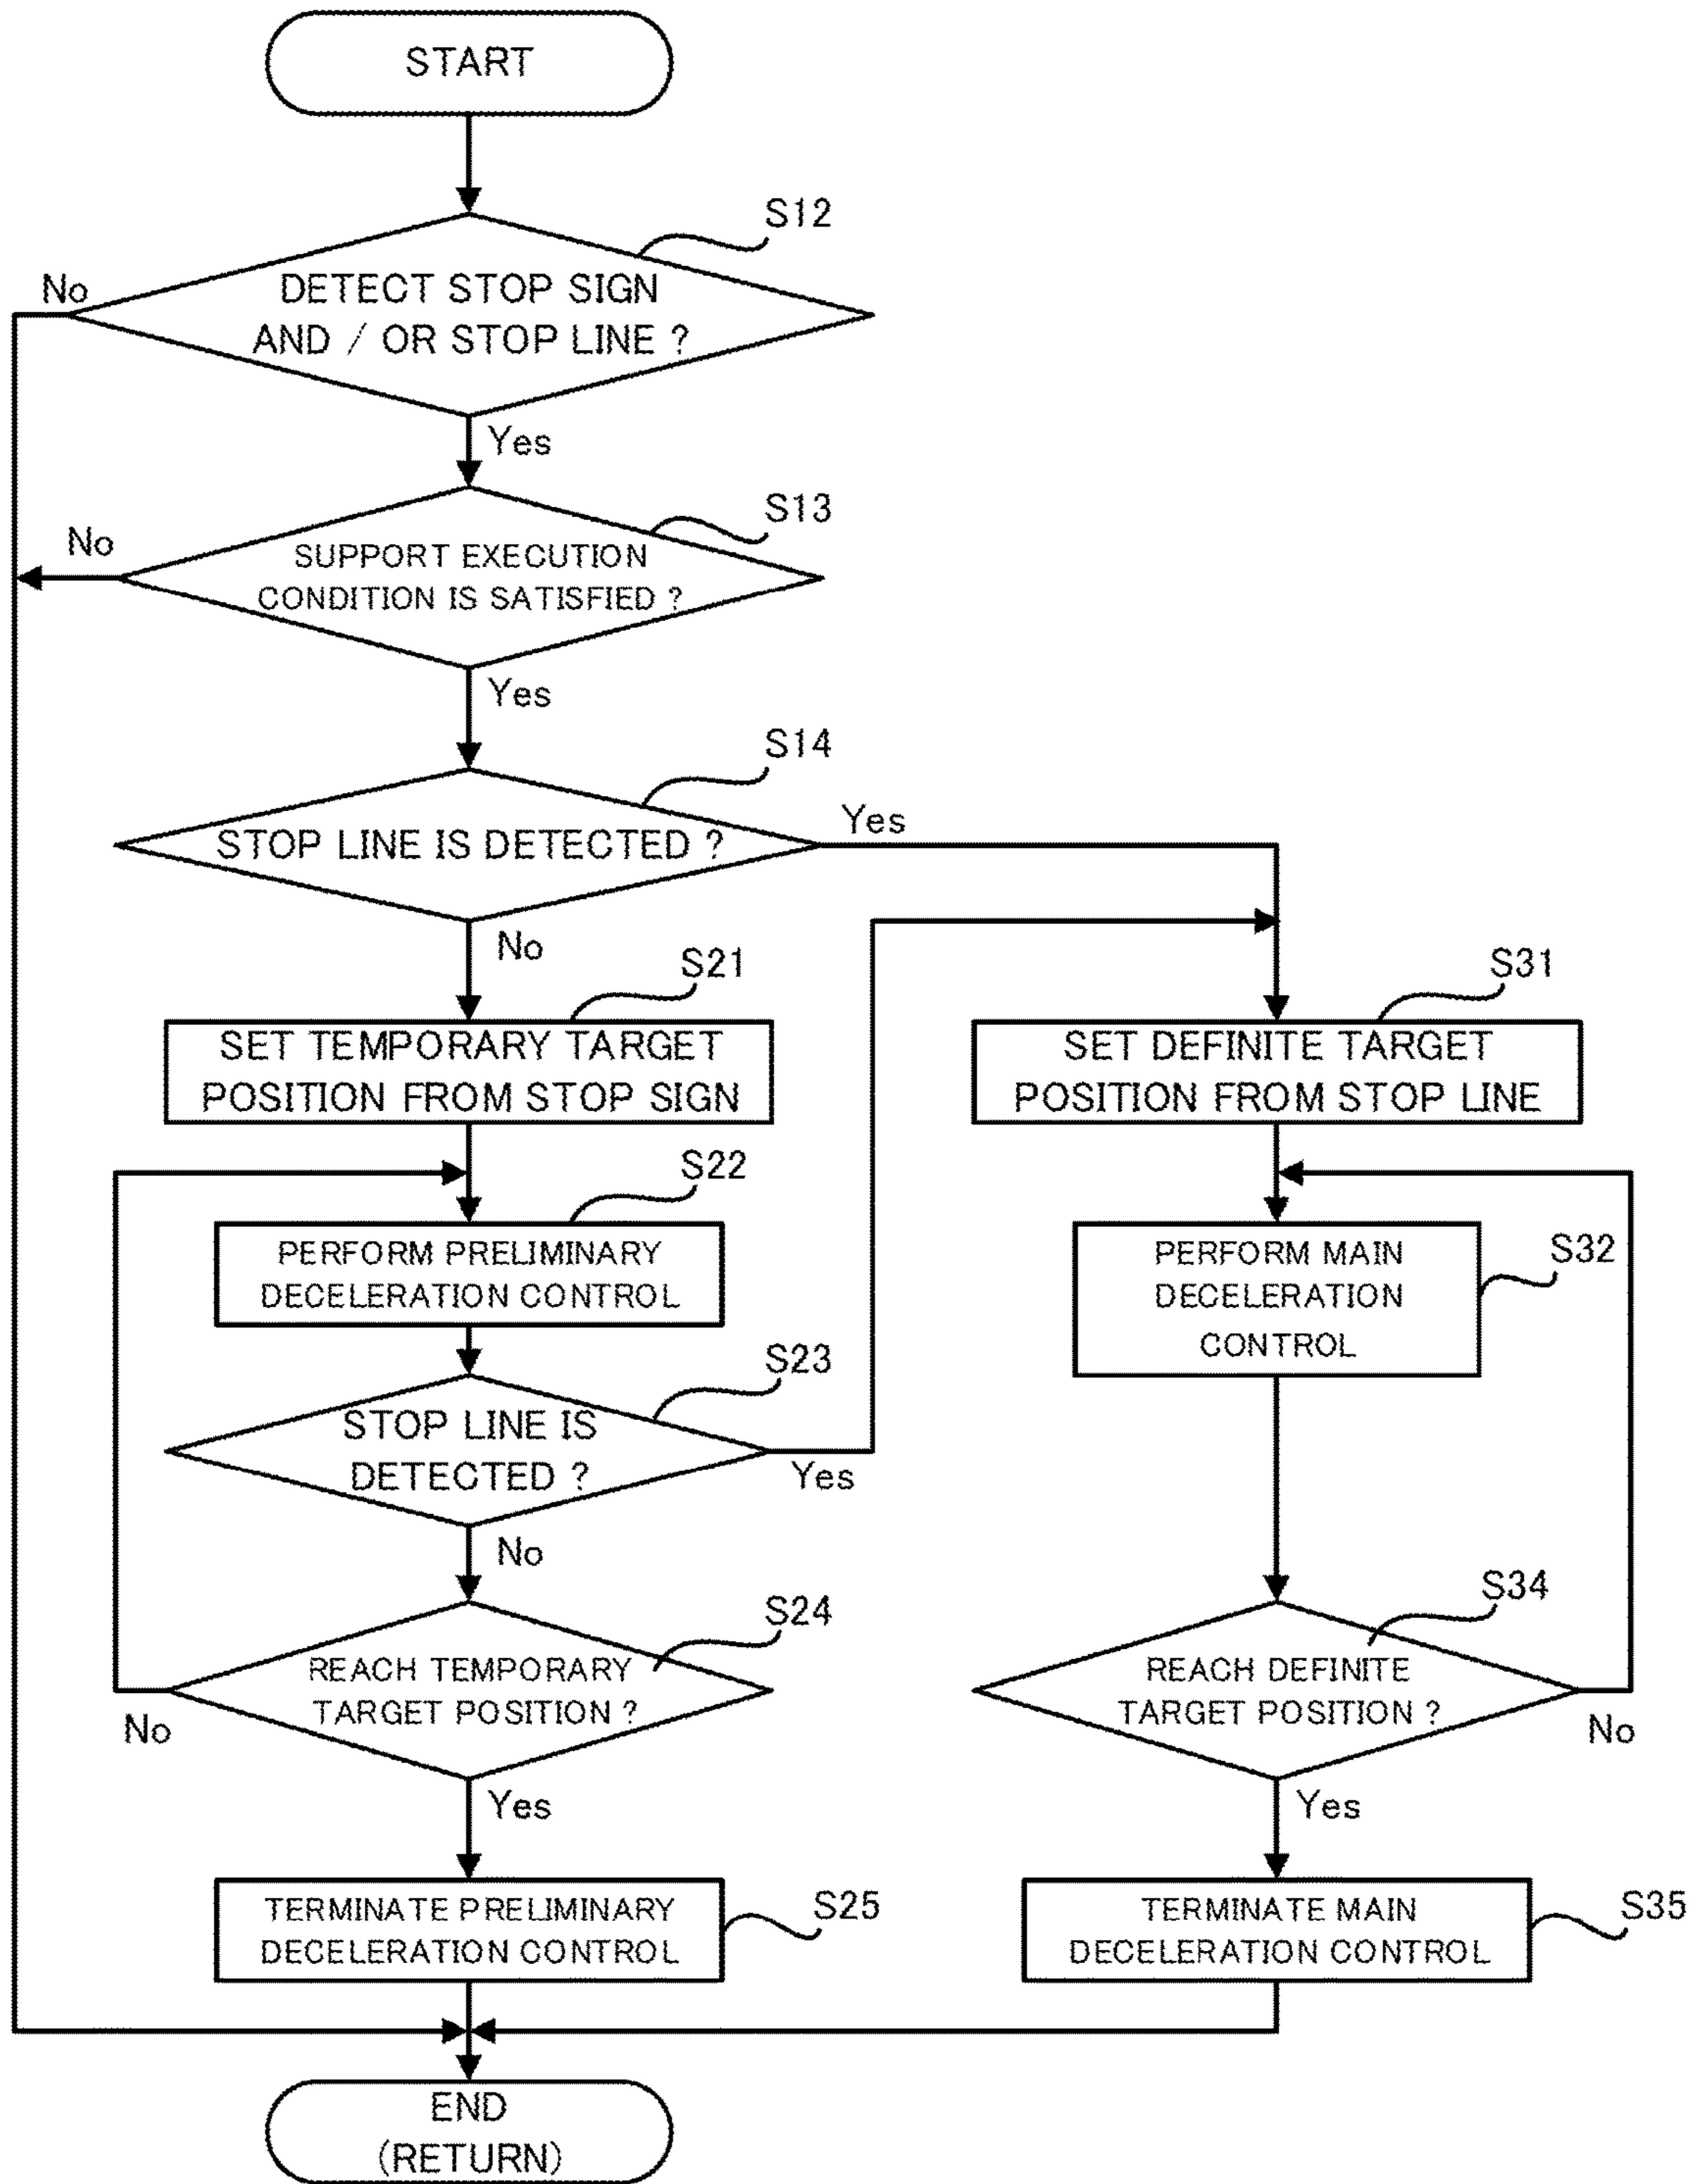 START
S12
No
DETECT STOP SIGN
AND / OR STOP LINE ?
Yes
S13
No
SUPPORT EXECUTION
CONDITION IS SATISFIED ?
Yes
S14
STOP LINE IS DETECTED ?
Yes
No
S21
SET TEMPORARY TARGET
POSITION FROM STOP SIGN
S31
SET DEFINITE TARGET
POSITION FROM STOP LINE
S22
PERFORM PRELIMINARY
DECELERATION CONTROL
S32
PERFORM MAIN
DECELERATION
CONTROL
S23
STOP LINE IS
DETECTED ?
Yes
No
S24
REACH TEMPORARY
TARGET POSITION ?
No
Yes
S34
REACH DEFINITE
TARGET POSITION ?
No
Yes
TERMINATE PRELIMINARY
DECELERATION CONTROL
S25
TERMINATE MAIN
DECELERATION CONTROL
S35
END
(RETURN)